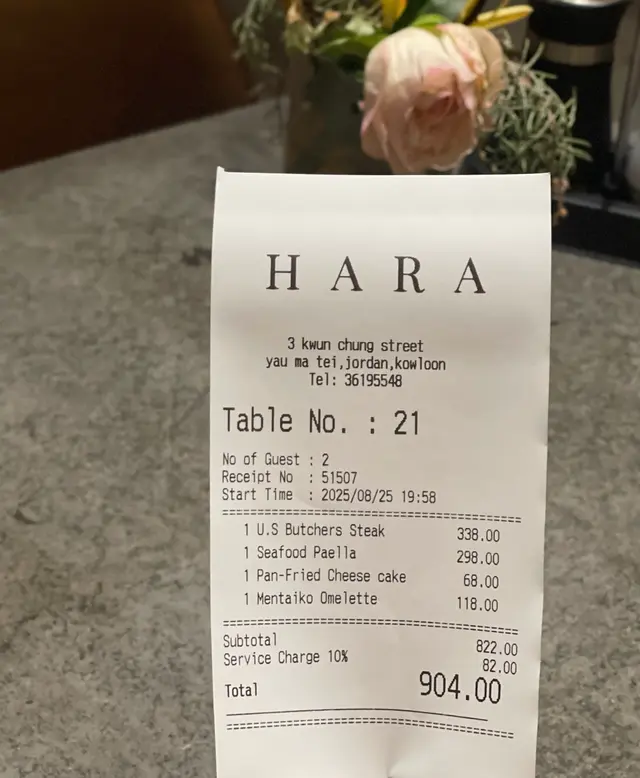 HARA
3 kwun chung street
yau ma tei,jordan,kowloon
Tel: 36195548
Table No. : 21
No of Guest : 2
Receipt No : 51507
Start Time : 2025/08/25 19:58
1 U.S Butchers Steak 338.00
1 Seafood Paella 298.00
1 Pan-Fried Cheese cake 68.00
1 Mentaiko Omelette 118.00
Subtotal 822.00
Service Charge 10% 82.00
Total 904.00